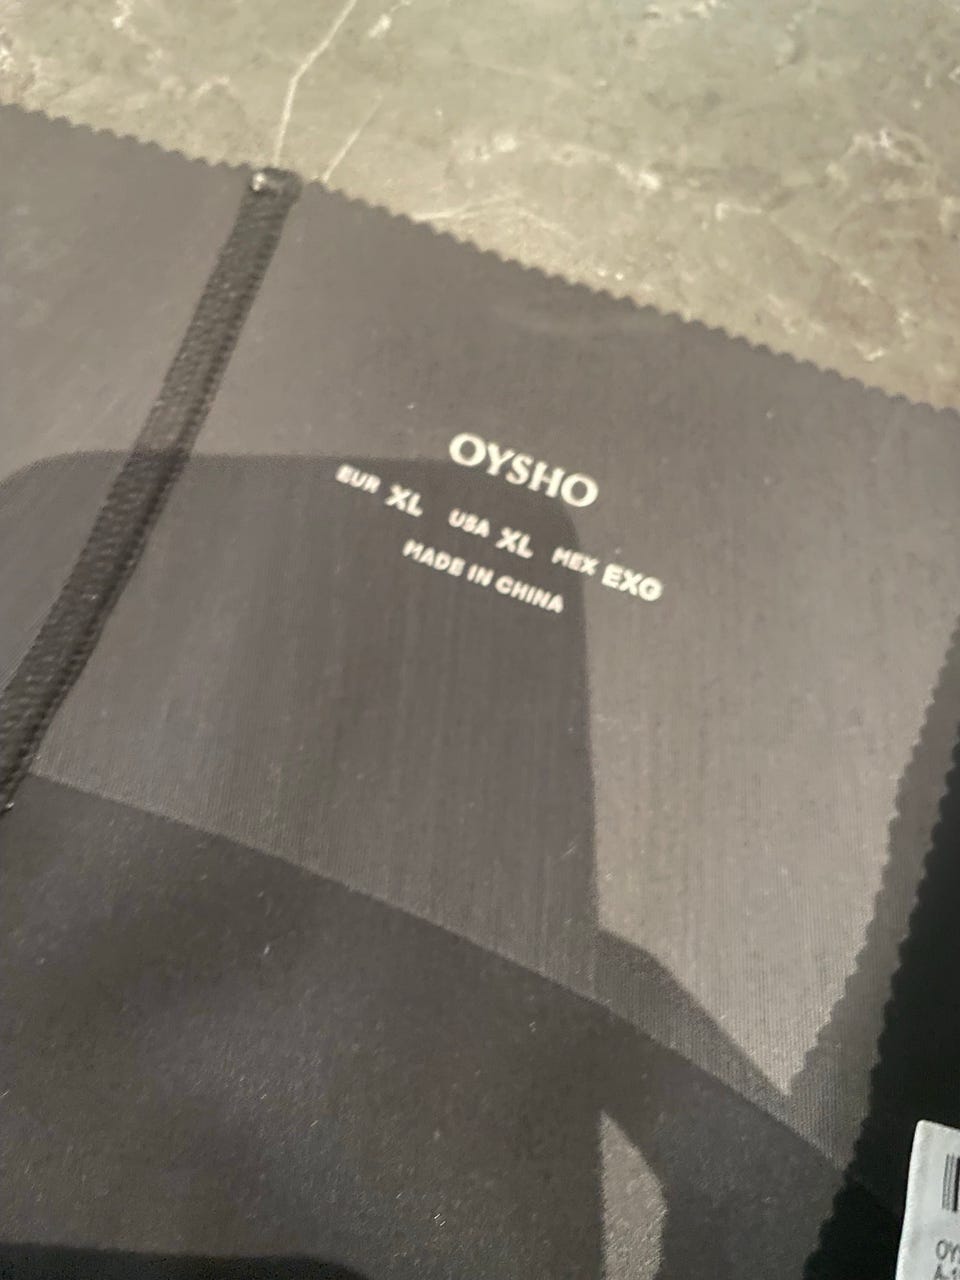 OYSHO
EUR XL USA XL MEX EXG
MADE IN CHINA